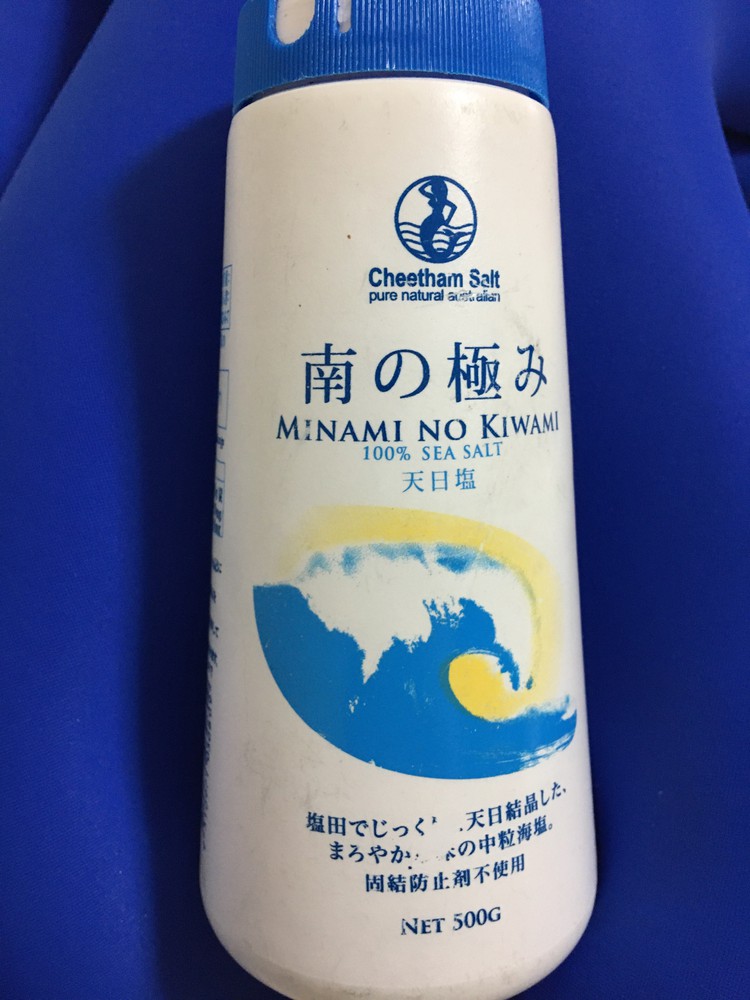 Cheetham Salt
pure natural australian
南の極み
MINAMI NO KIWAMI
100% SEA SALT
天日塩
塩田でじっく 天日結晶した、
まろやか の中粒海塩。
固結防止剤不使用
NET 500G